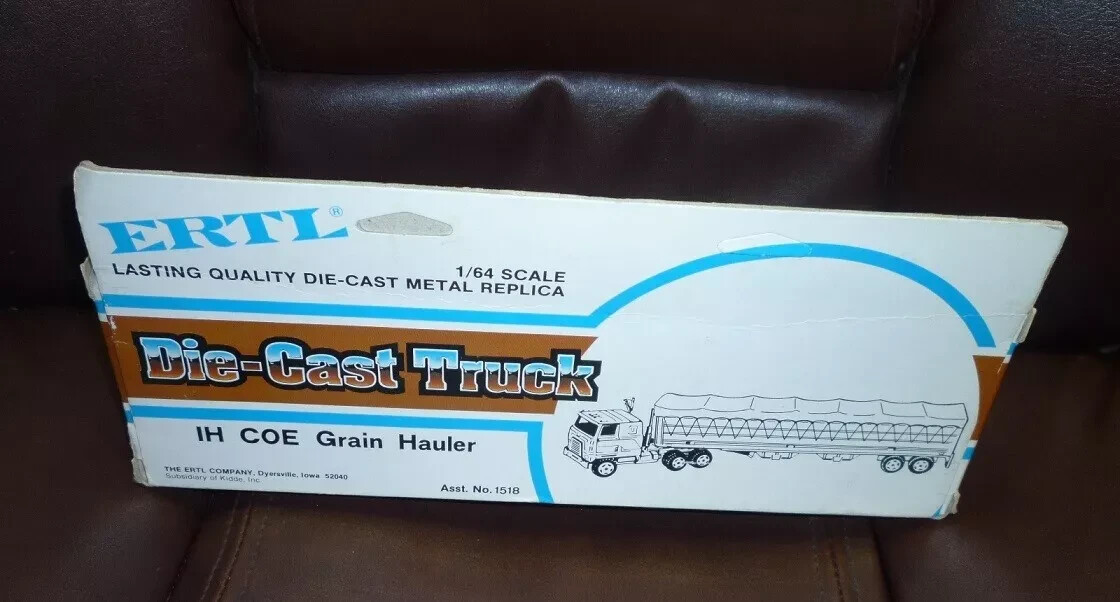 ERTL®
1/64 SCALE
LASTING QUALITY DIE-CAST METAL REPLICA
Die-Cast Truck
IH COE Grain Hauler
THE ERTL COMPANY, Dyersville, Iowa 52040
Subsidiary of Kidde, Inc.
Asst. No. 1518